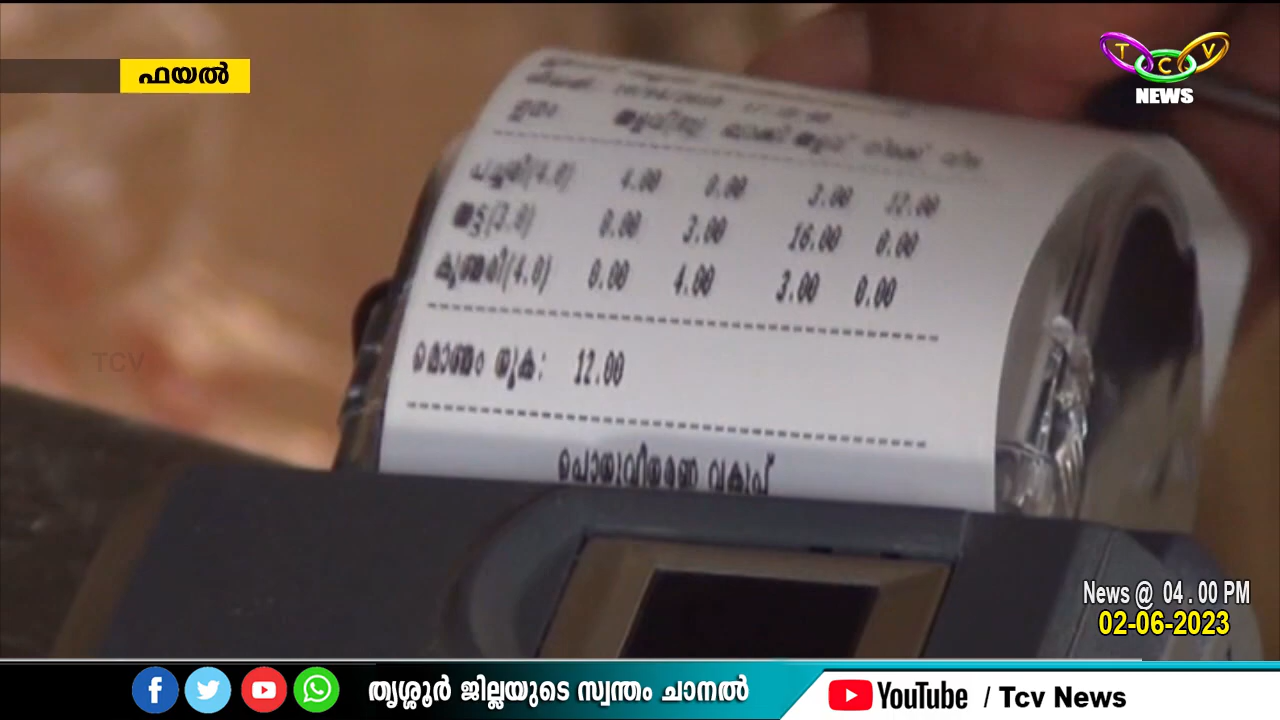 ഫയൽ
T C V
NEWS
ഇനം
പച്ചരി(4.0) 4.00 0.00 3.00 12.00
ആട്ട(3.0) 0.00 3.00 16.00 0.00
കുത്തരി(4.0) 0.00 4.00 3.00 0.00
മൊത്തം തുക: 12.00
പൊതുവിതരണ വകുപ്പ്
TCV
News @ 04.00 PM
02-06-2023
തൃശ്ശൂർ ജില്ലയുടെ സ്വന്തം ചാനൽ
YouTube / Tcv News